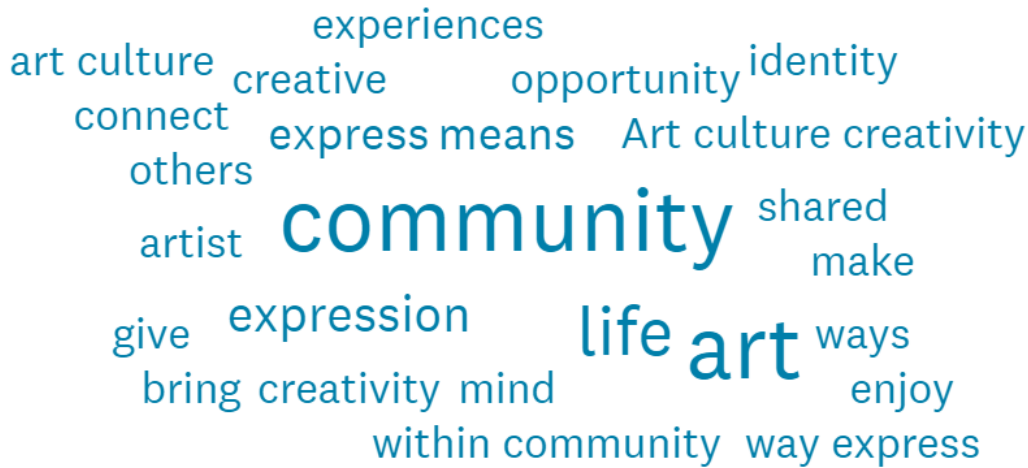 experiences
art culture
creative
opportunity
identity
connect
express
means
Art culture creativity
others
community
shared
artist
make
expression
life
art
give
ways
bring
creativity
mind
enjoy
within community
way express